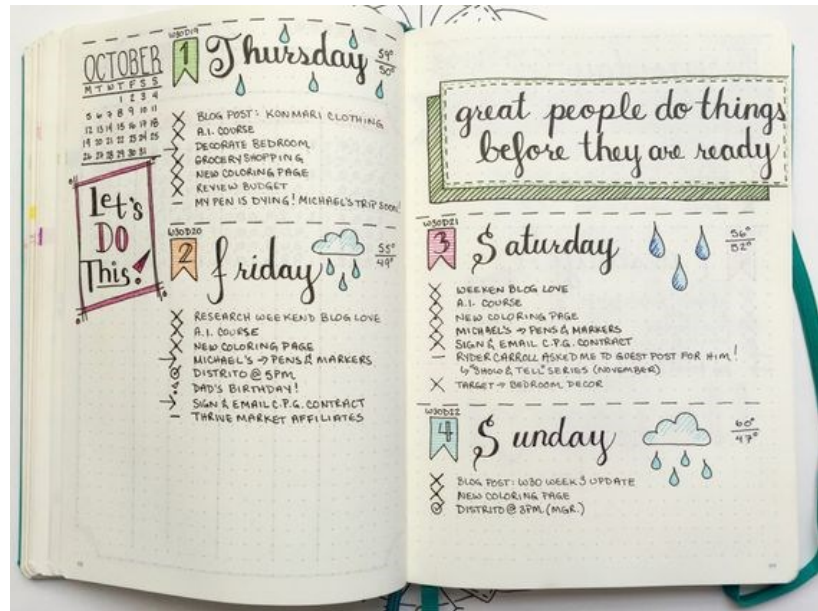 OCTOBER
M T W T F S S
1 2 3 4
5 6 7 8 9 10 11
12 13 14 15 16 17 18
19 20 21 22 23 24 25
26 27 28 29 30 31
Let's
DO
This!
W30D19
1 Thursday 59° 50°
X BLOG POST: KONMARI CLOTHING
X A.I. COURSE
→ DECORATE BEDROOM
X GROCERY SHOPPING
X NEW COLORING PAGE
X REVIEW BUDGET
– MY PEN IS DYING! MICHAEL'S TRIP SOON!
W30D20
2 friday 55° 49°
X RESEARCH WEEKEND BLOG LOVE
X A.I. COURSE
X NEW COLORING PAGE
→ MICHAEL'S → PENS & MARKERS
DISTRITO @ 5PM
DAD'S BIRTHDAY!
→ SIGN & EMAIL C.P.G. CONTRACT
– THRIVE MARKET AFFILIATES
great people do things
before they are ready
W30D21
3 Saturday 56° 52°
X WEEKEN BLOG LOVE
X A.I. COURSE
X NEW COLORING PAGE
X MICHAEL'S → PENS & MARKERS
X SIGN & EMAIL C.P.G. CONTRACT
– RYDER CARROLL ASKED ME TO GUEST POST FOR HIM!
↳ "SHOW & TELL" SERIES (NOVEMBER)
X TARGET → BEDROOM DECOR
W30D22
4 Sunday 60° 47°
X BLOG POST: W30 WEEK 3 UPDATE
X NEW COLORING PAGE
DISTRITO @ 3PM (MGR.)